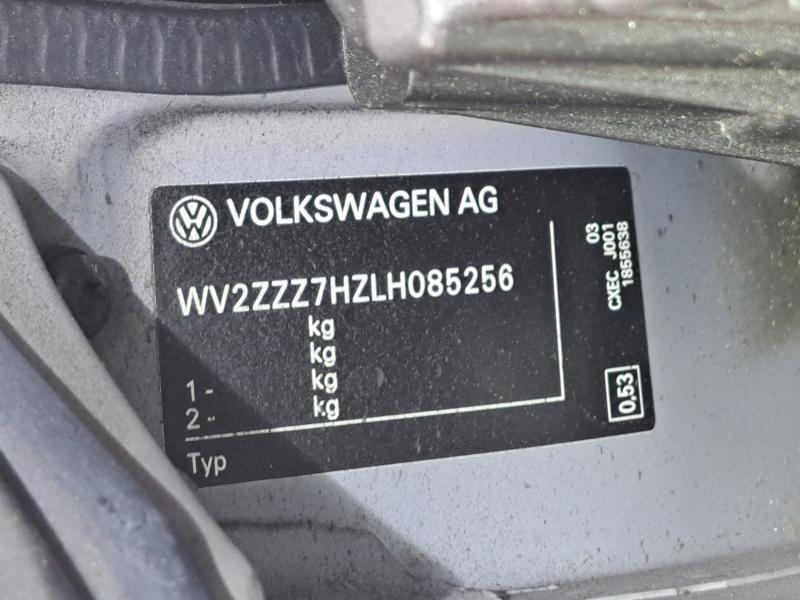 VOLKSWAGEN AG
WV2ZZZ7HZLH085256
kg
kg
1 - kg
2 - kg
Typ
03
CXEC J001
1855638
0.53